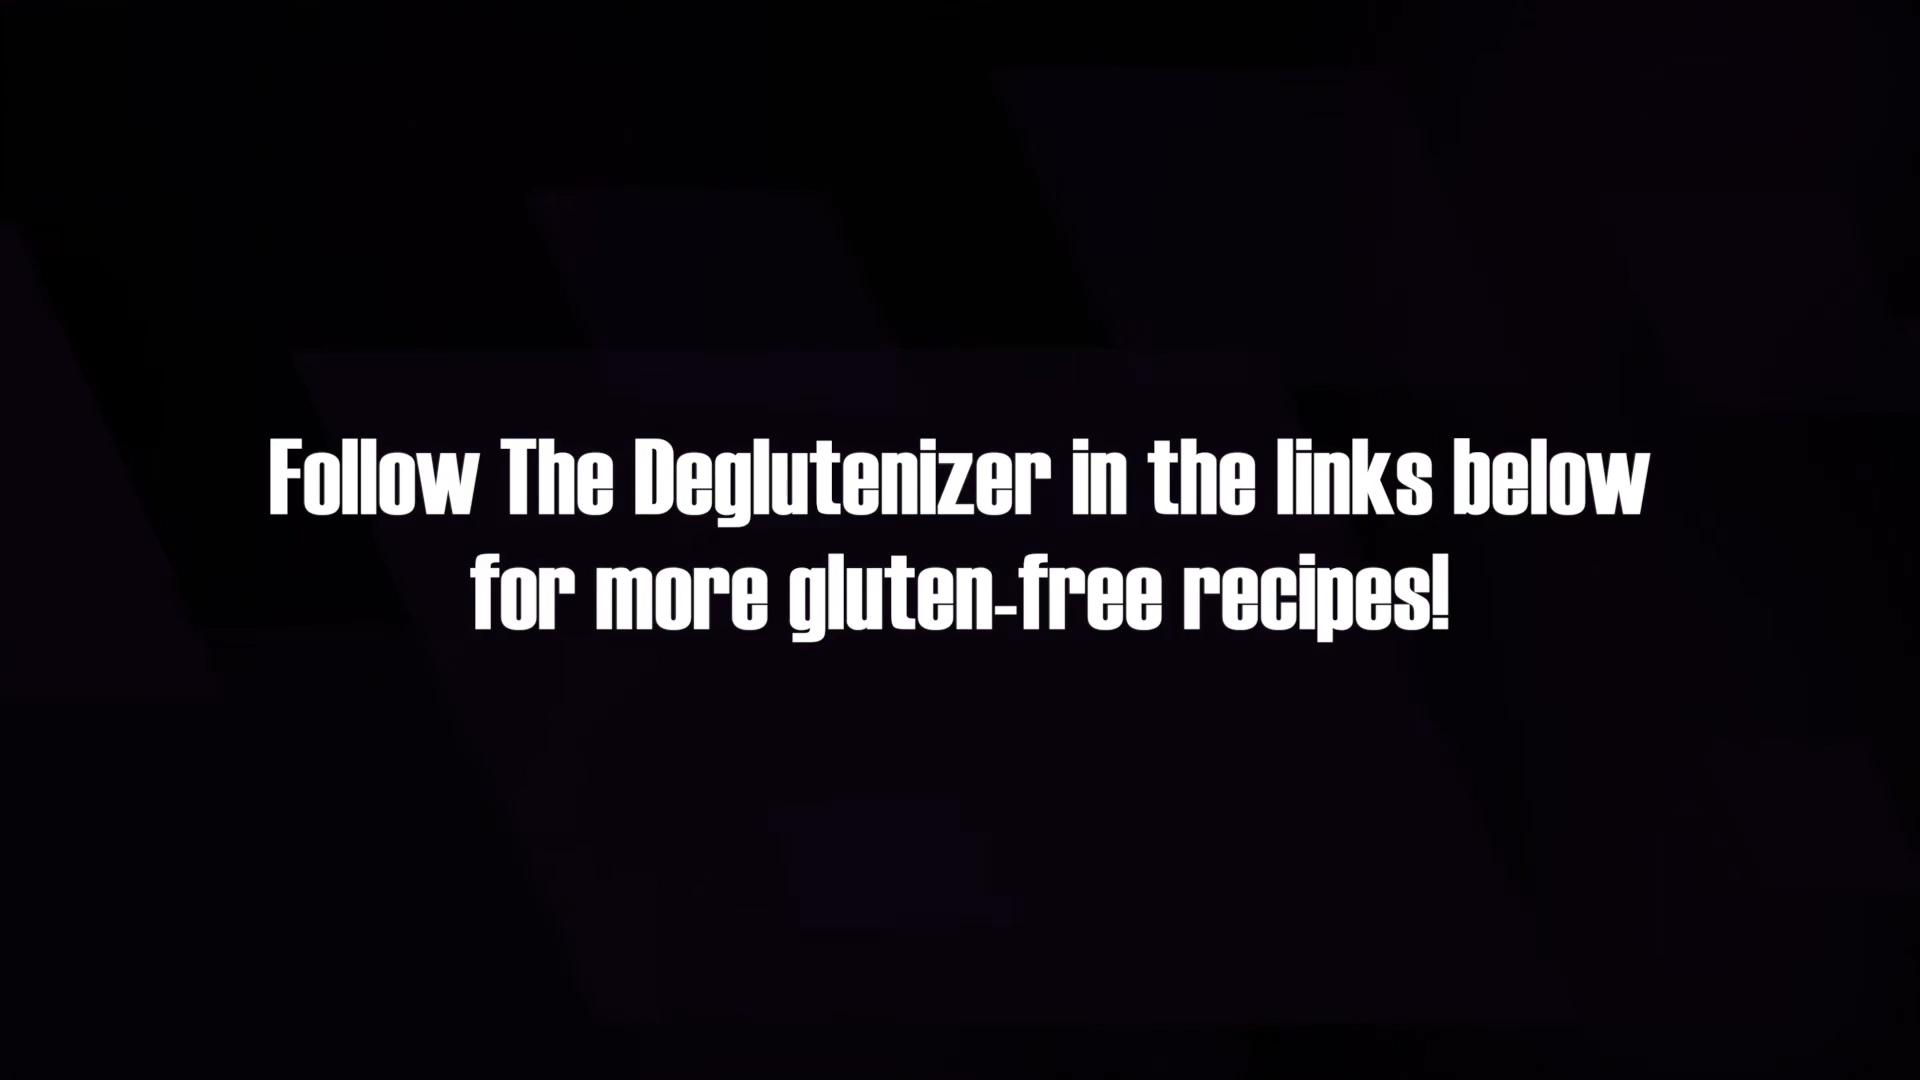 Follow The Deglutenizer in the links below
for more gluten-free recipes!